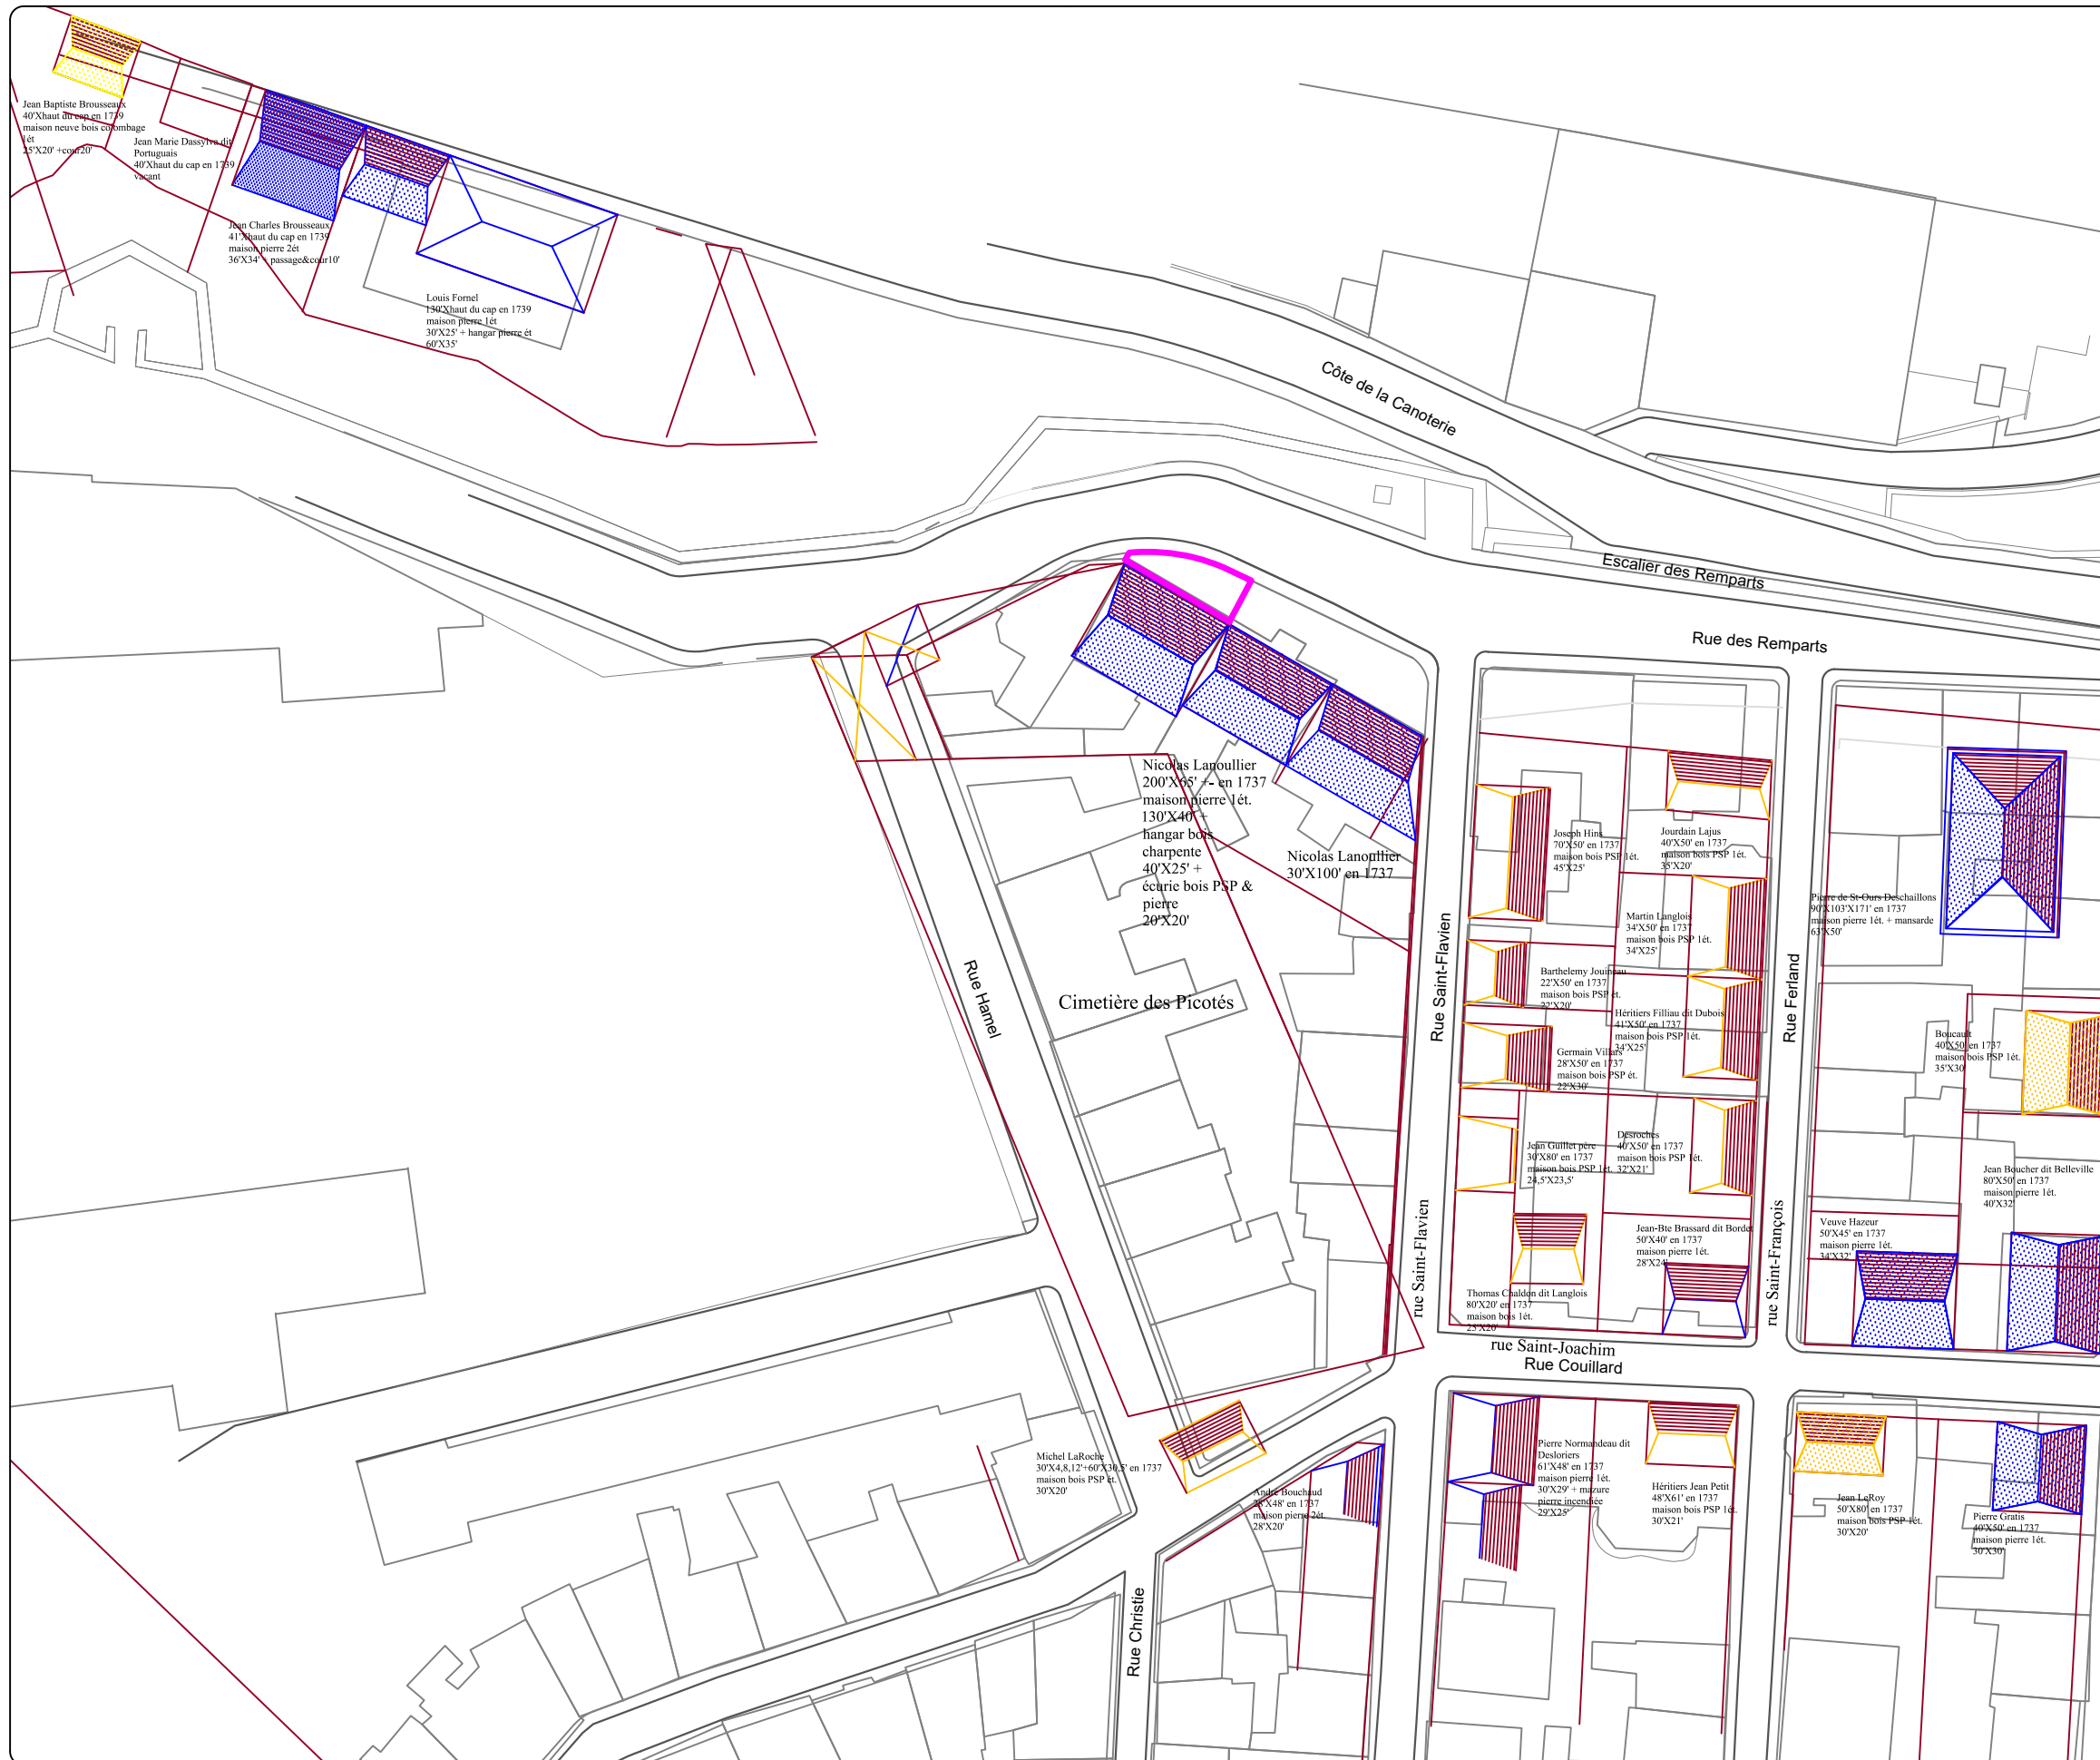 Jean Baptiste Brousseaux
40'Xhaut du cap en 1739
maison neuve bois colombage
1ét
25'X20' +cour20'
Jean Marie Dassylva dit
Portuguais
40'Xhaut du cap en 1739
vacant
Jean Charles Brousseaux
41'Xhaut du cap en 1739
maison pierre 2ét
36'X34' + passage&cour10'
Louis Fornel
130'Xhaut du cap en 1739
maison pierre 1ét
30'X25' + hangar pierre ét
60'X35'
Côte de la Canoterie
Escalier des Remparts
Rue des Remparts
Nicolas Lanoullier
200'X65' +- en 1737
maison pierre 1ét.
130'X40' +
hangar bois
charpente
40'X25' +
écurie bois PSP &
pierre
20'X20'
Nicolas Lanoullier
30'X100' en 1737
Cimetière des Picotés
Rue Hamel
Rue Saint-Flavien
rue Saint-Flavien
Joseph Hins
70'X50' en 1737
maison bois PSP 1ét.
45'X25'
Jourdain Lajus
40'X50' en 1737
maison bois PSP 1ét.
35'X20'
Martin Langlois
34'X50' en 1737
maison bois PSP 1ét.
34'X25'
Barthelemy Jouineau
22'X50' en 1737
maison bois PSP ét.
22'X20'
Héritiers Filliau dit Dubois
41'X50' en 1737
maison bois PSP 1ét.
34'X25'
Germain Villars
28'X50' en 1737
maison bois PSP ét.
22'X30'
Jean Guillet père
30'X80' en 1737
maison bois PSP 1ét.
24,5'X23,5'
Desroches
40'X50' en 1737
maison bois PSP 1ét.
32'X21'
Jean-Bte Brassard dit Bordet
50'X40' en 1737
maison pierre 1ét.
28'X24'
Thomas Chaldon dit Langlois
80'X20' en 1737
maison bois 1ét.
25'X20'
Rue Ferland
rue Saint-François
Pierre de St-Ours Deschaillons
90'X103'X171' en 1737
maison pierre 1ét. + mansarde
63'X50'
Boucault
40'X50' en 1737
maison bois PSP 1ét.
35'X30'
Jean Boucher dit Belleville
80'X50' en 1737
maison pierre 1ét.
40'X32'
Veuve Hazeur
50'X45' en 1737
maison pierre 1ét.
34'X32'
rue Saint-Joachim
Rue Couillard
Michel LaRoche
30'X4,8,12'+60'X30,5' en 1737
maison bois PSP ét.
30'X20'
André Bouchaud
28'X48' en 1737
maison pierre 2ét.
28'X20'
Pierre Normandeau dit
Desloriers
61'X48' en 1737
maison pierre 1ét.
30'X29' + mazure
pierre incendiée
29'X25'
Héritiers Jean Petit
48'X61' en 1737
maison bois PSP 1ét.
30'X21'
Jean LeRoy
50'X80' en 1737
maison bois PSP 1ét.
30'X20'
Pierre Gratis
40'X50' en 1737
maison pierre 1ét.
30'X30'
Rue Christie